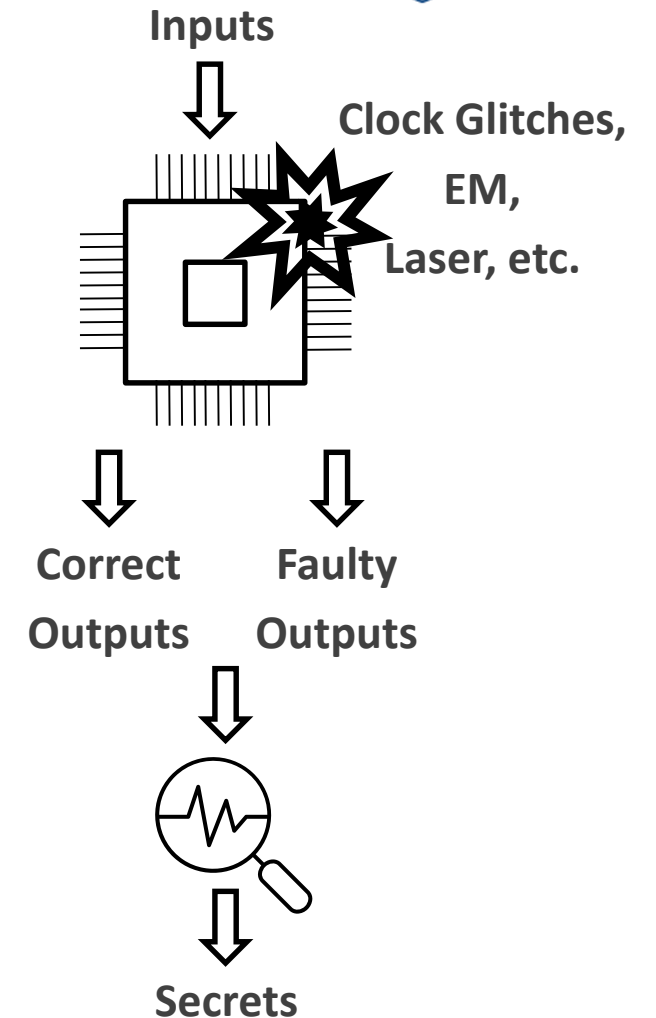 Inputs
Clock Glitches,
EM,
Laser, etc.
Correct
Outputs
Faulty
Outputs
Secrets